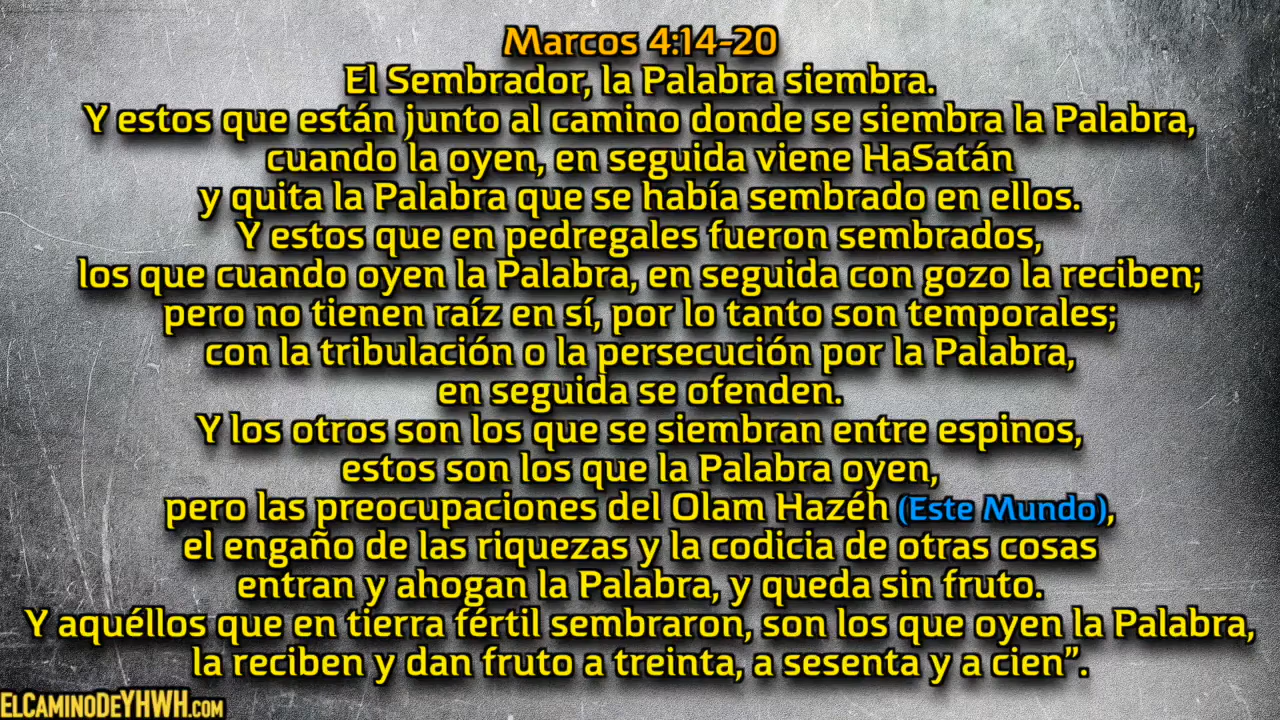 Marcos 4:14-20
El Sembrador, la Palabra siembra.
Y estos que están junto al camino donde se siembra la Palabra,
cuando la oyen, en seguida viene HaSatán
y quita la Palabra que se había sembrado en ellos.
Y estos que en pedregales fueron sembrados,
los que cuando oyen la Palabra, en seguida con gozo la reciben;
pero no tienen raíz en sí, por lo tanto son temporales;
con la tribulación o la persecución por la Palabra,
en seguida se ofenden.
Y los otros son los que se siembran entre espinos,
estos son los que la Palabra oyen,
pero las preocupaciones del Olam Hazéh (Este Mundo),
el engaño de las riquezas y la codicia de otras cosas
entran y ahogan la Palabra, y queda sin fruto.
Y aquéllos que en tierra fértil sembraron, son los que oyen la Palabra,
la reciben y dan fruto a treinta, a sesenta y a cien”.
ELCAMINODEYHWH.COM